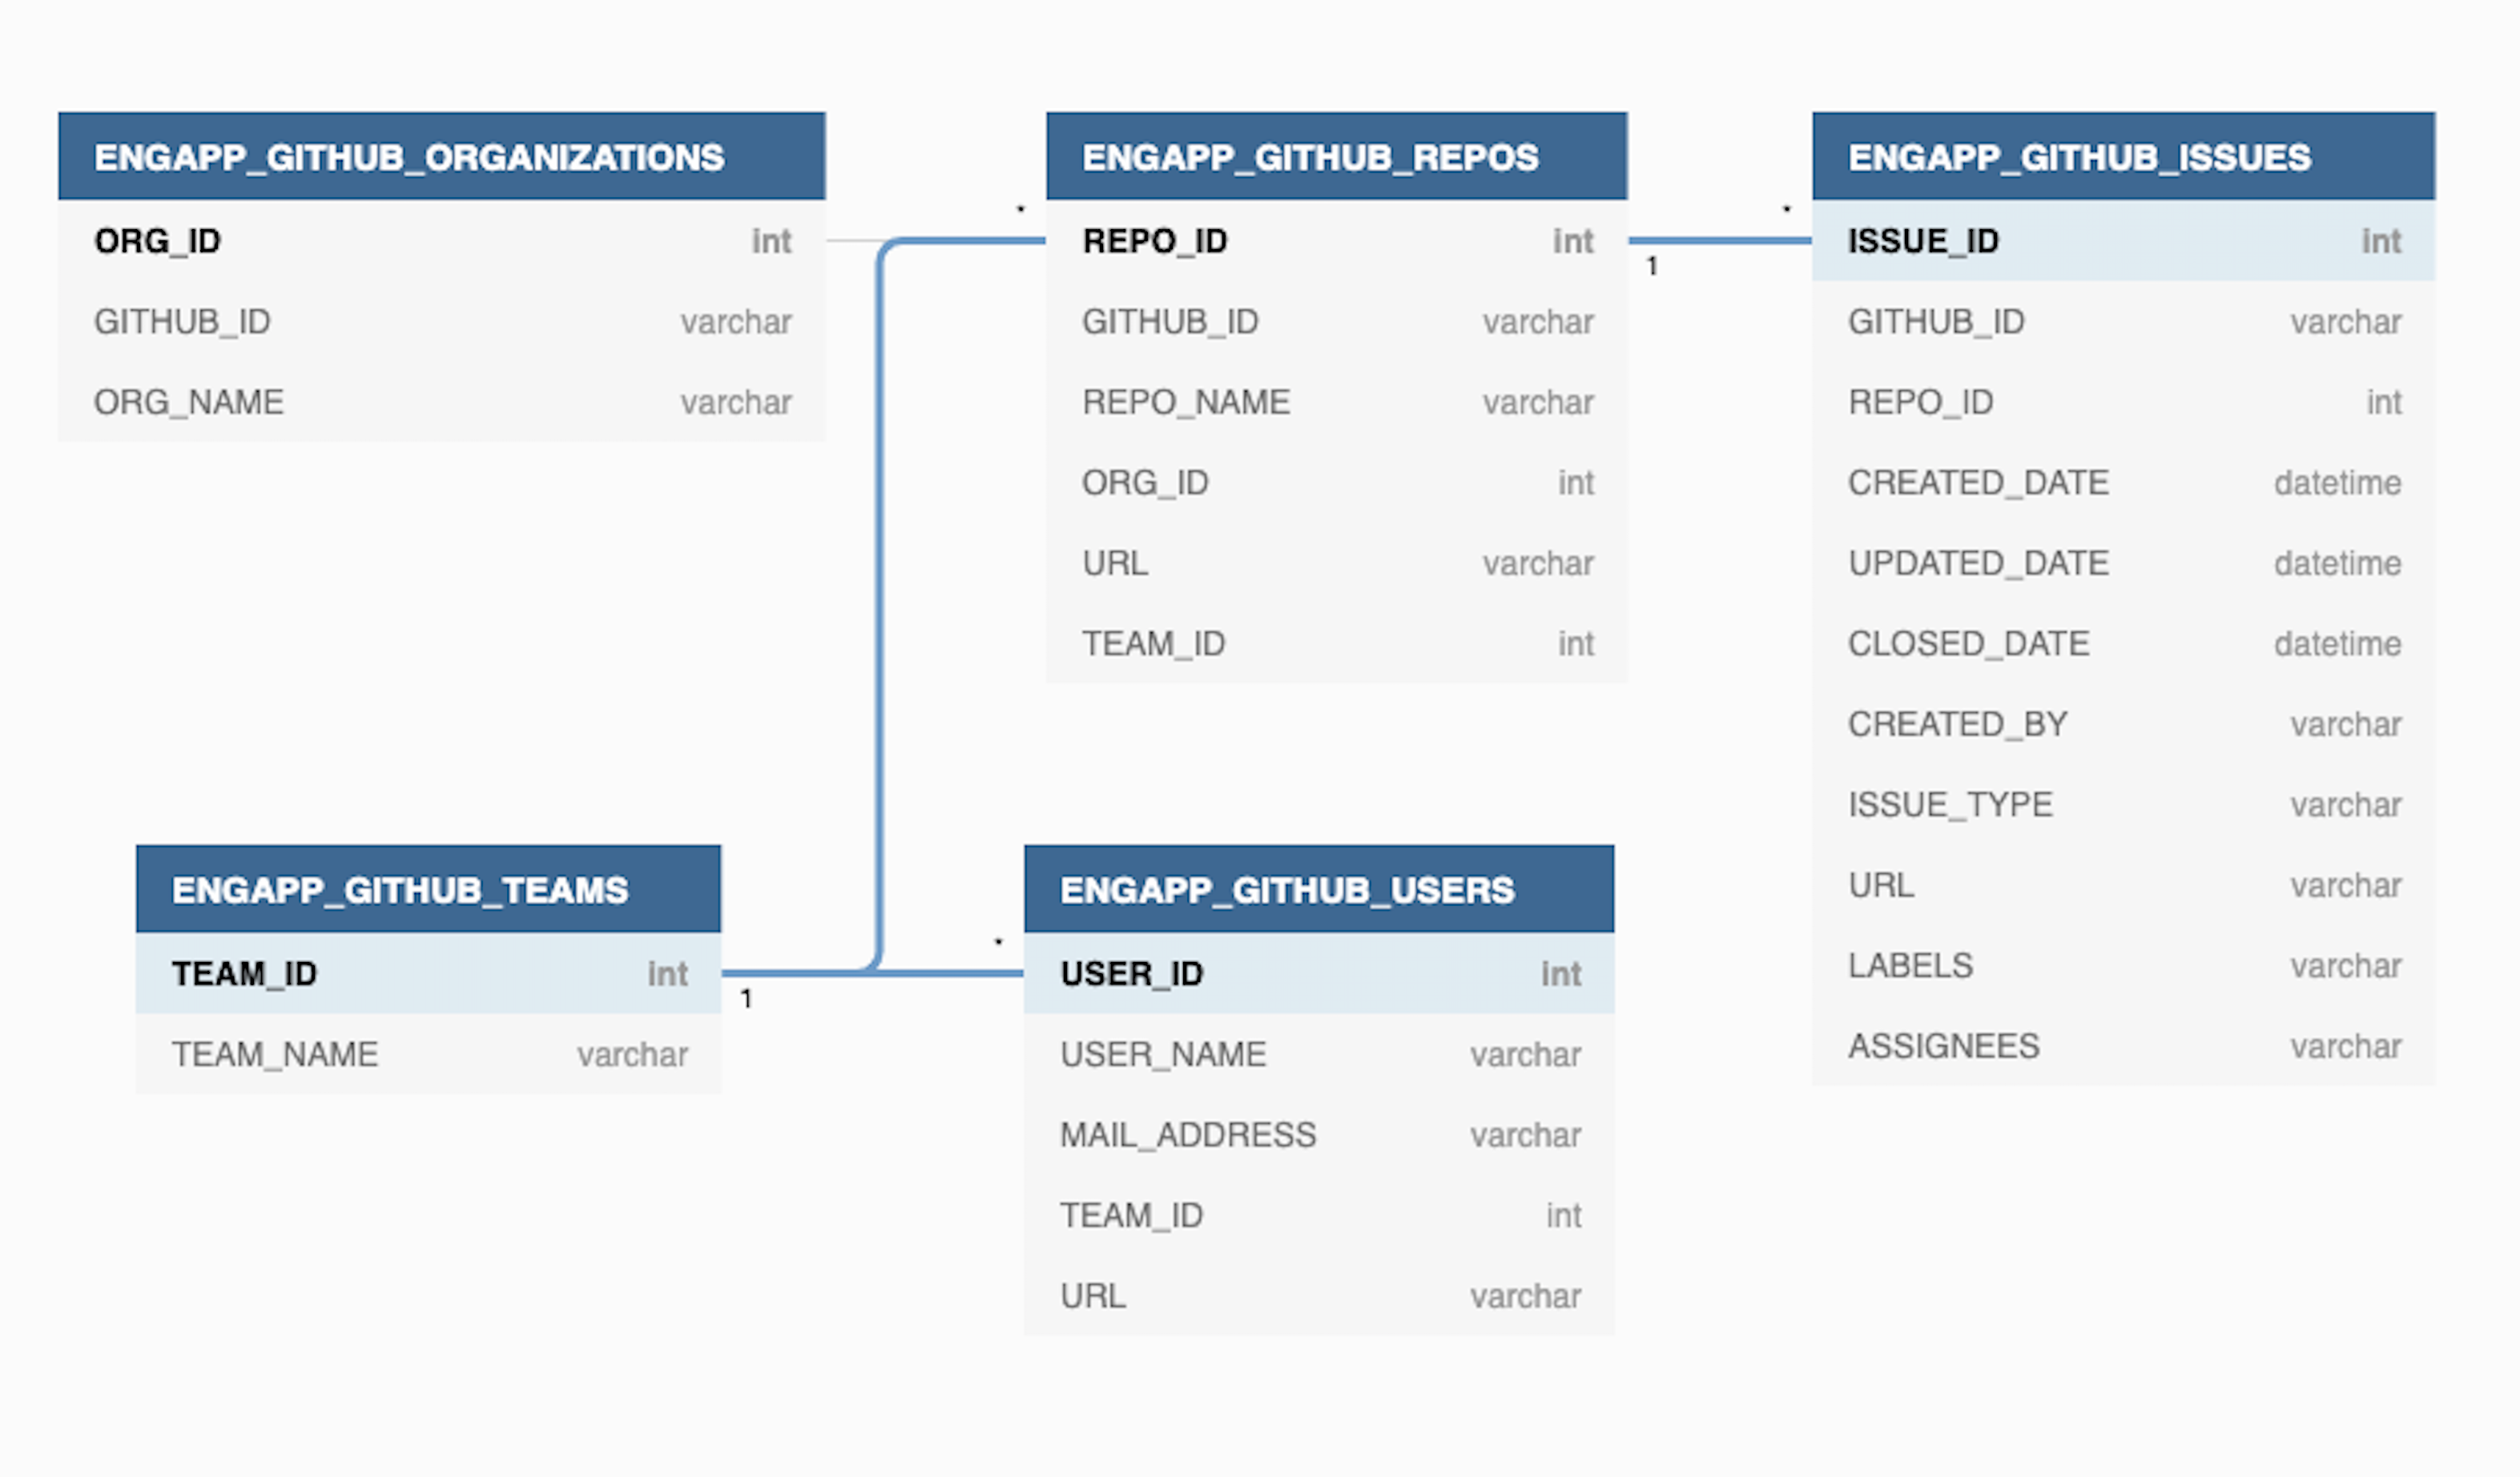 ENGAPP_GITHUB_ORGANIZATIONS
ORG_ID int
GITHUB_ID varchar
ORG_NAME varchar
*
ENGAPP_GITHUB_REPOS
REPO_ID int
GITHUB_ID varchar
REPO_NAME varchar
ORG_ID int
URL varchar
TEAM_ID int
1
*
ENGAPP_GITHUB_ISSUES
ISSUE_ID int
GITHUB_ID varchar
REPO_ID int
CREATED_DATE datetime
UPDATED_DATE datetime
CLOSED_DATE datetime
CREATED_BY varchar
ISSUE_TYPE varchar
URL varchar
LABELS varchar
ASSIGNEES varchar
ENGAPP_GITHUB_TEAMS
TEAM_ID int
TEAM_NAME varchar
1
*
ENGAPP_GITHUB_USERS
USER_ID int
USER_NAME varchar
MAIL_ADDRESS varchar
TEAM_ID int
URL varchar